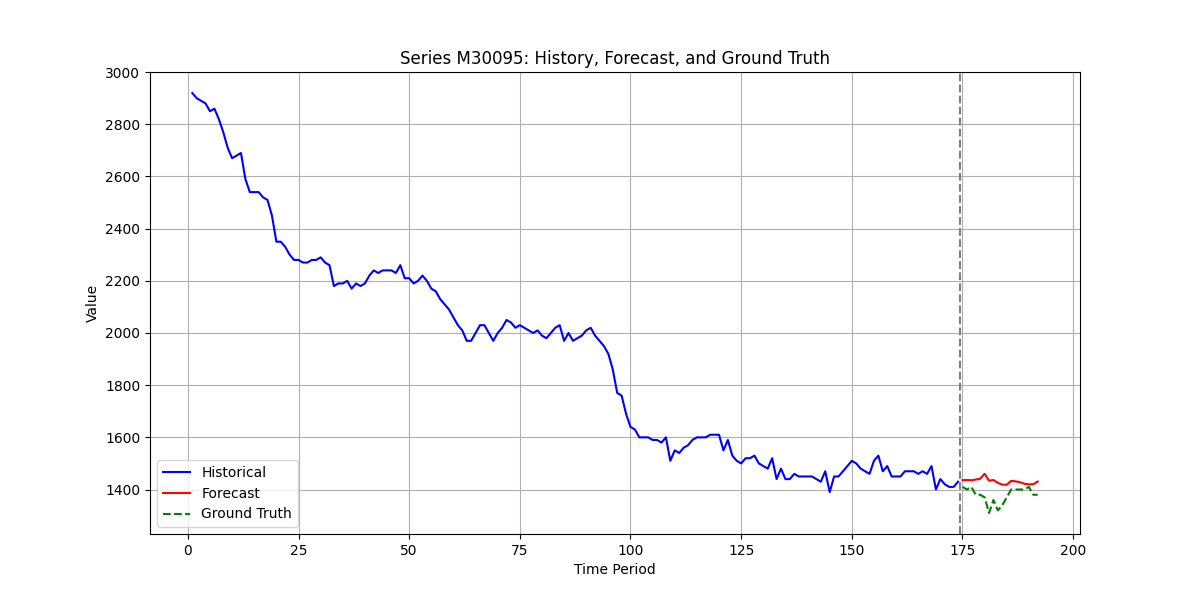 Series M30095: History, Forecast, and Ground Truth
3000
2800
2600
2400
2200
2000
1800
1600
1400
Value
Historical
Forecast
Ground Truth
0 25 50 75 100 125 150 175 200
Time Period